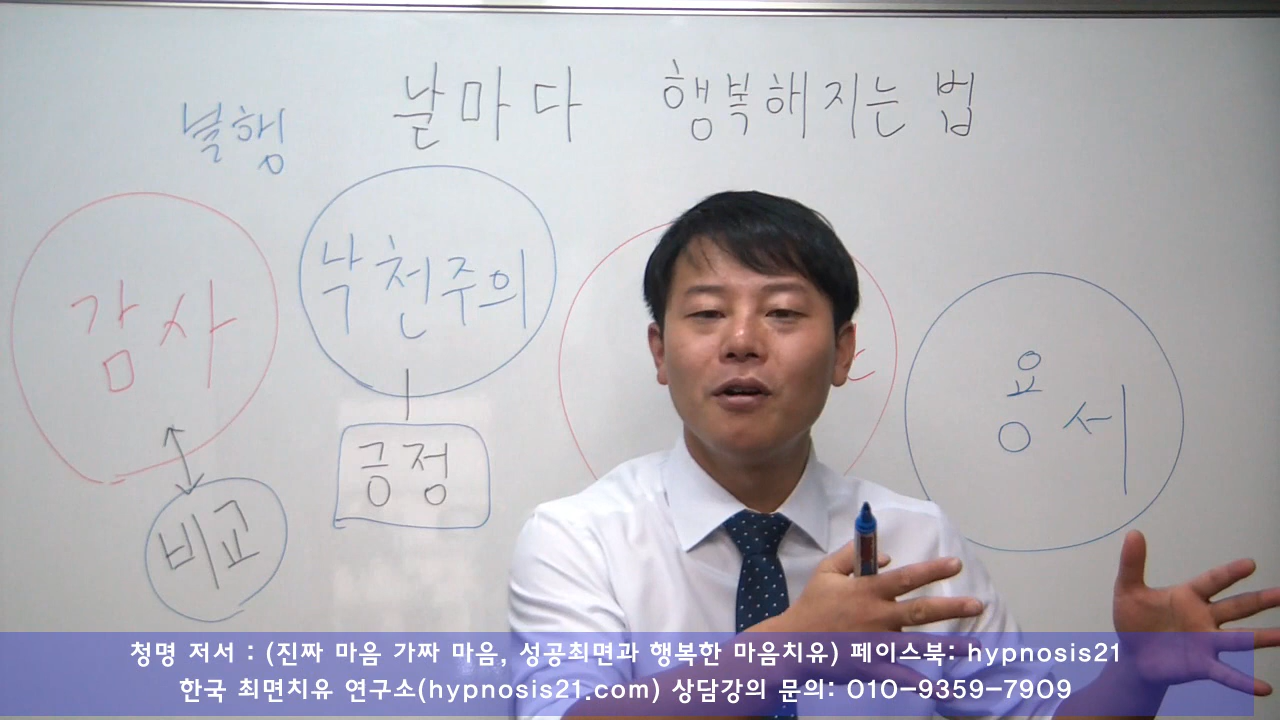 날마다 행복해지는 법
불행
감사
낙천주의
용서
긍정
비교
청명 저서 : (진짜 마음 가짜 마음, 성공최면과 행복한 마음치유) 페이스북: hypnosis21
한국 최면치유 연구소(hypnosis21.com) 상담강의 문의: 010-9359-7909